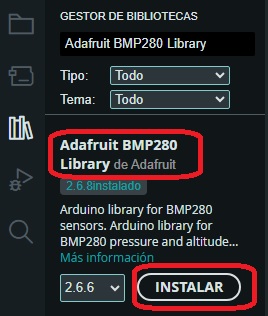 GESTOR DE BIBLIOTECAS
Adafruit BMP280 Library
Tipo: Todo
Tema: Todo
Adafruit BMP280
Library de Adafruit
2.6.8instalado
Arduino library for BMP280
sensors. Arduino library for
BMP280 pressure and altitude...
Más información
2.6.6 INSTALAR